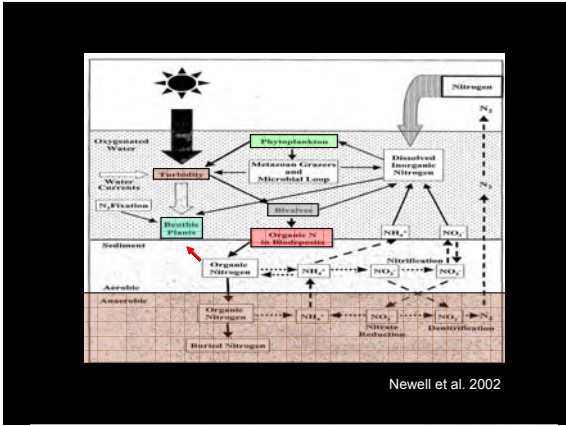 Nitrogen
N₂
Oxygenated
Water
Phytoplankton
Metazoan Grazers
and
Microbial Loop
Dissolved
Inorganic
Nitrogen
Turbidity
Water
Currents
N₂
N₂Fixation
Bivalves
Benthic
Plants
Organic N
in Biodeposits
NH₄⁺
NO₃⁻
Sediment
Organic
Nitrogen
NH₄⁺
NO₂⁻
Nitrification
NO₃⁻
Aerobic
Anaerobic
Organic
Nitrogen
NH₄⁺
NO₂⁻
NO₃⁻
N₂
Nitrate
Reduction
Denitrification
Buried Nitrogen
Newell et al. 2002